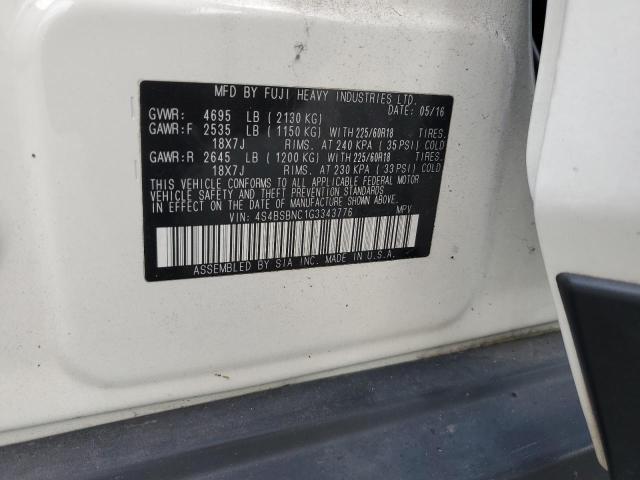 MFD BY FUJI HEAVY INDUSTRIES LTD.
DATE: 05/16
GVWR: 4695 LB ( 2130 KG)
GAWR:F 2535 LB ( 1150 KG) WITH 225/60R18 TIRES.
18X7J RIMS. AT 240 KPA ( 35 PSI) COLD
GAWR:R 2645 LB ( 1200 KG) WITH 225/60R18 TIRES.
18X7J RIMS. AT 230 KPA ( 33 PSI) COLD
THIS VEHICLE CONFORMS TO ALL APPLICABLE FEDERAL MOTOR
VEHICLE SAFETY AND THEFT PREVENTION STANDARDS
IN EFFECT ON THE DATE OF MANUFACTURE SHOWN ABOVE.
VIN: 4S4BSBNC1G3343776 MPV
ASSEMBLED BY SIA INC. MADE IN U.S.A.